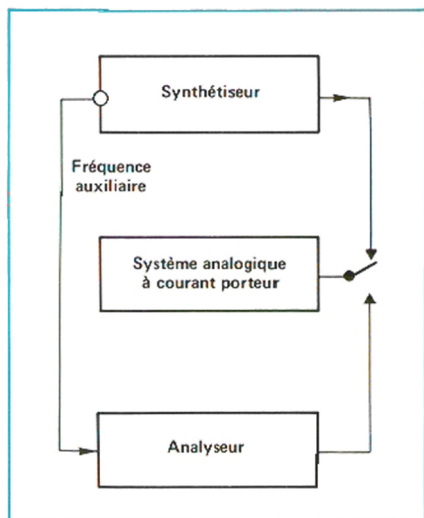 Synthétiseur
Fréquence
auxiliaire
Système analogique
à courant porteur
Analyseur